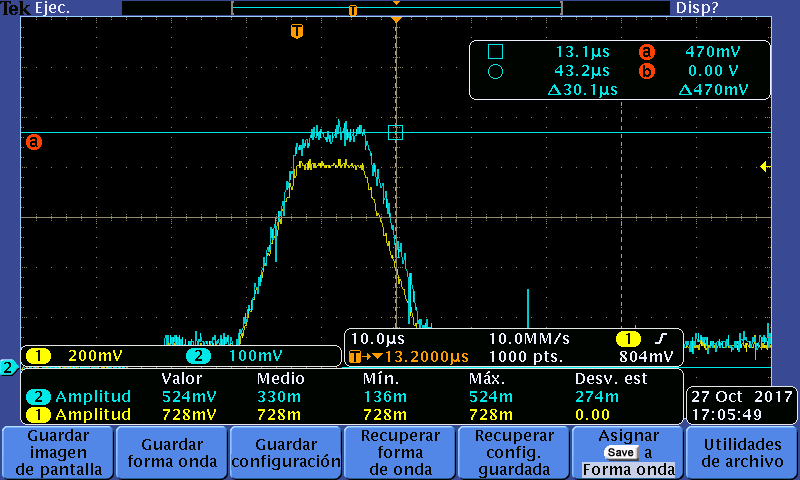 Tek Ejec. Disp?
T
T
13.1µs a 470mV
43.2µs b 0.00 V
Δ30.1µs Δ470mV
a
2
1 200mV 2 100mV
10.0µs 10.0MM/s 1
T→▼13.2000µs 1000 pts. 804mV
Valor Medio Mín. Máx. Desv. est
2 Amplitud 524mV 330m 136m 524m 274m
1 Amplitud 728mV 728m 728m 728m 0.00
27 Oct 2017
17:05:49
Guardar imagen de pantalla
Guardar forma onda
Guardar configuración
Recuperar forma de onda
Recuperar config. guardada
Asignar Save a Forma onda
Utilidades de archivo